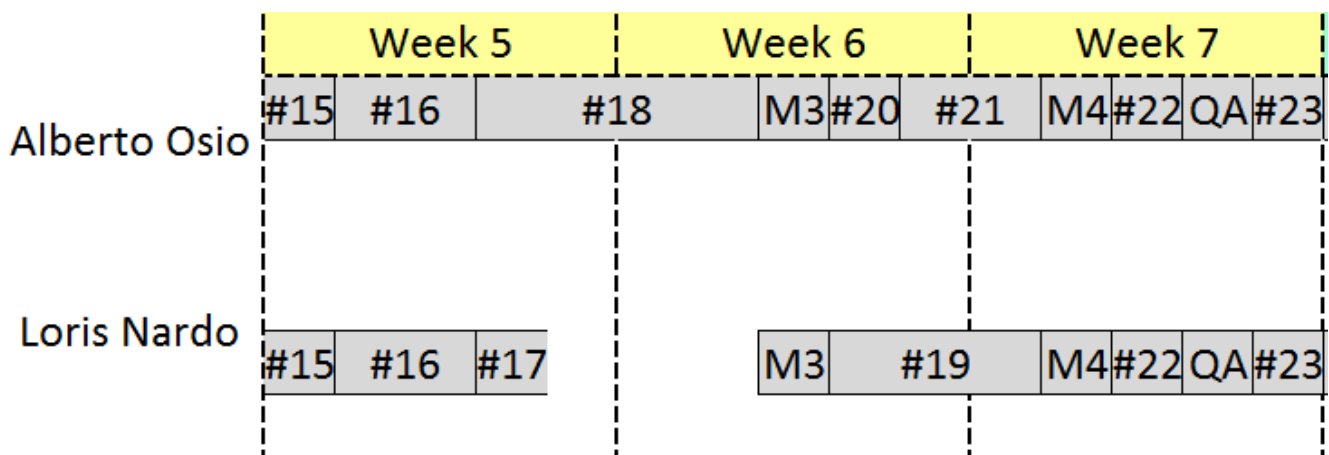 Week 5 Week 6 Week 7
#15 #16 #18 M3 #20 #21 M4 #22 QA #23
Alberto Osio
Loris Nardo
#15 #16 #17 M3 #19 M4 #22 QA #23